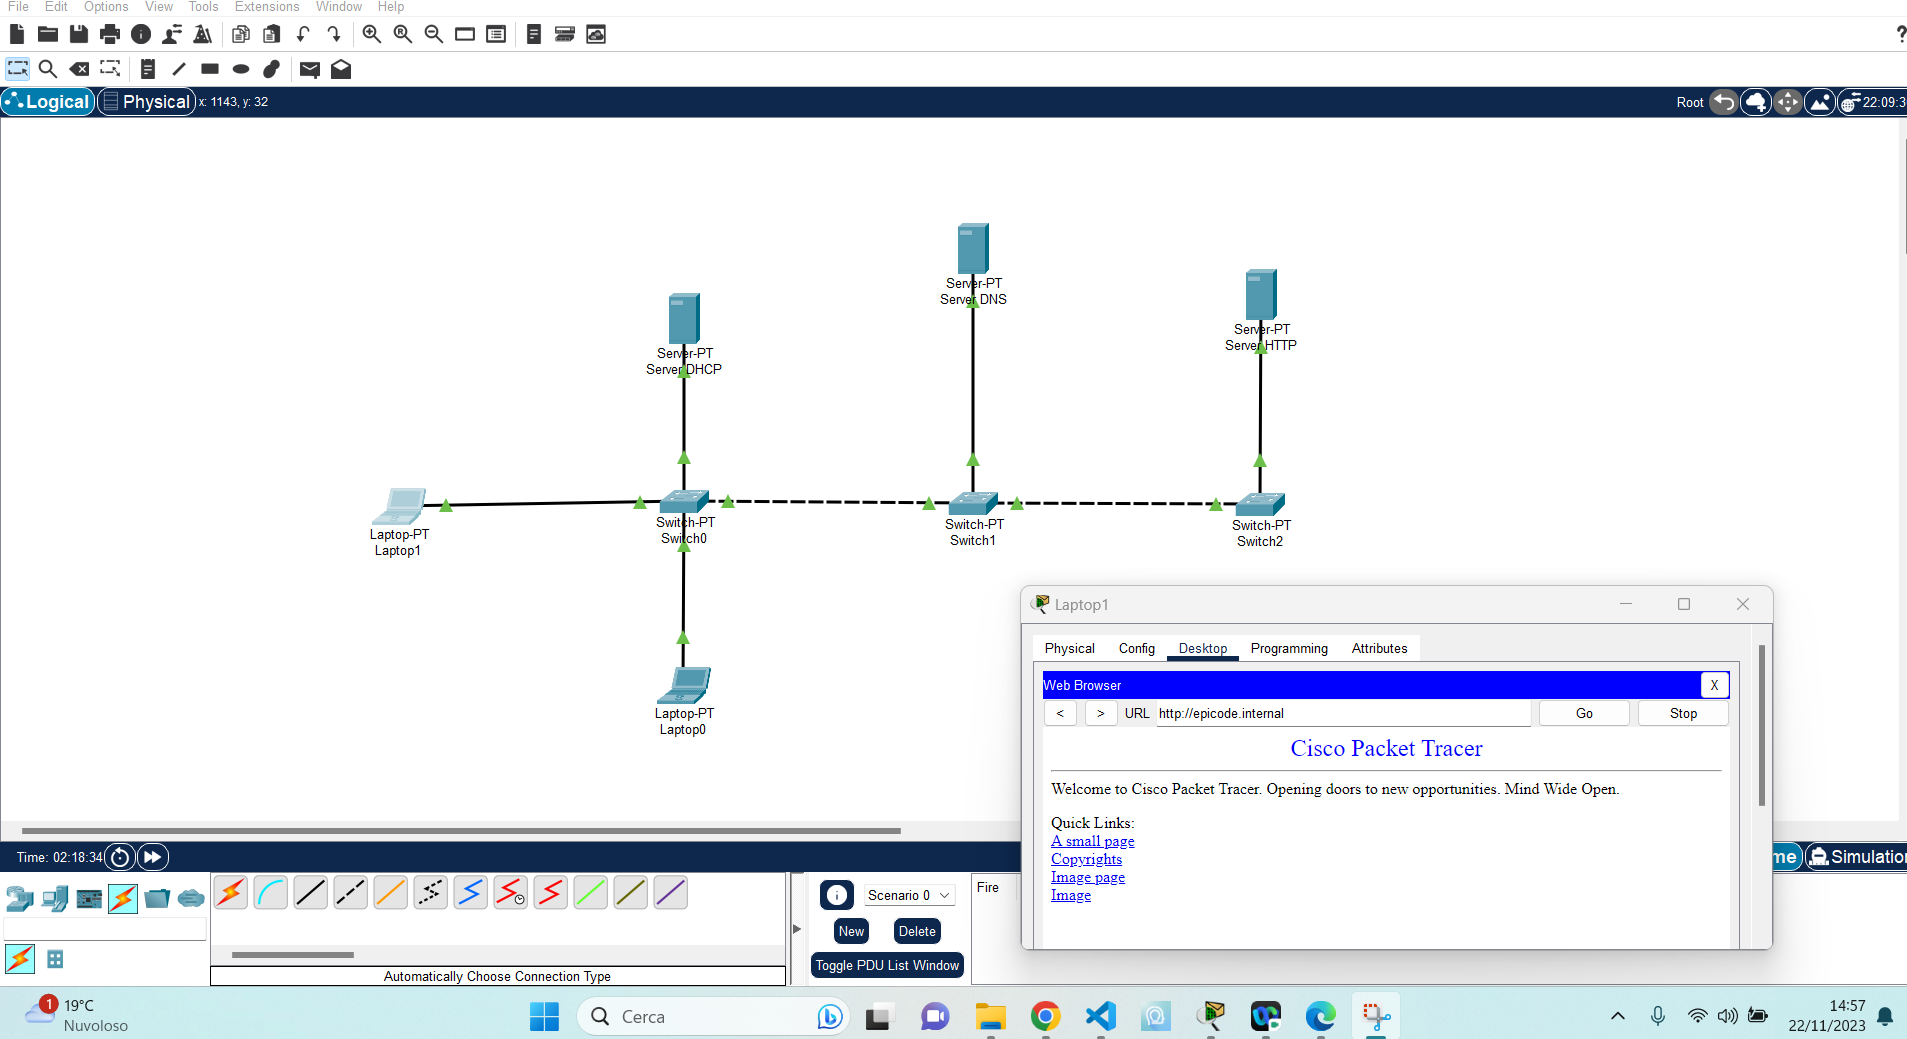 File Edit Options View Tools Extensions Window Help
?
Logical Physical x: 1143, y: 32
Root 22:09:3
Server-PT
Server DNS
Server-PT
Server HTTP
Server-PT
Server DHCP
Laptop-PT
Laptop1
Switch-PT
Switch0
Switch-PT
Switch1
Switch-PT
Switch2
Laptop-PT
Laptop0
Laptop1
Physical Config Desktop Programming Attributes
Web Browser X
< > URL http://epicode.internal Go Stop
Cisco Packet Tracer
Welcome to Cisco Packet Tracer. Opening doors to new opportunities. Mind Wide Open.
Quick Links:
A small page
Copyrights
Image page
Image
Time: 02:18:34
me Simulation
Scenario 0
Fire
New Delete
Toggle PDU List Window
Automatically Choose Connection Type
1 19°C
Nuvoloso
Cerca
14:57
22/11/2023